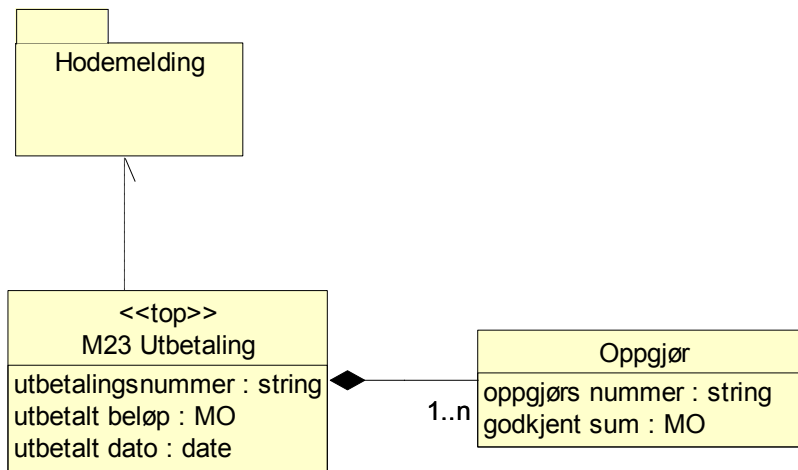 Hodemelding
<<top>>
M23 Utbetaling
utbetalingsnummer : string
utbetalt beløp : MO
utbetalt dato : date
1..n
Oppgjør
oppgjørs nummer : string
godkjent sum : MO